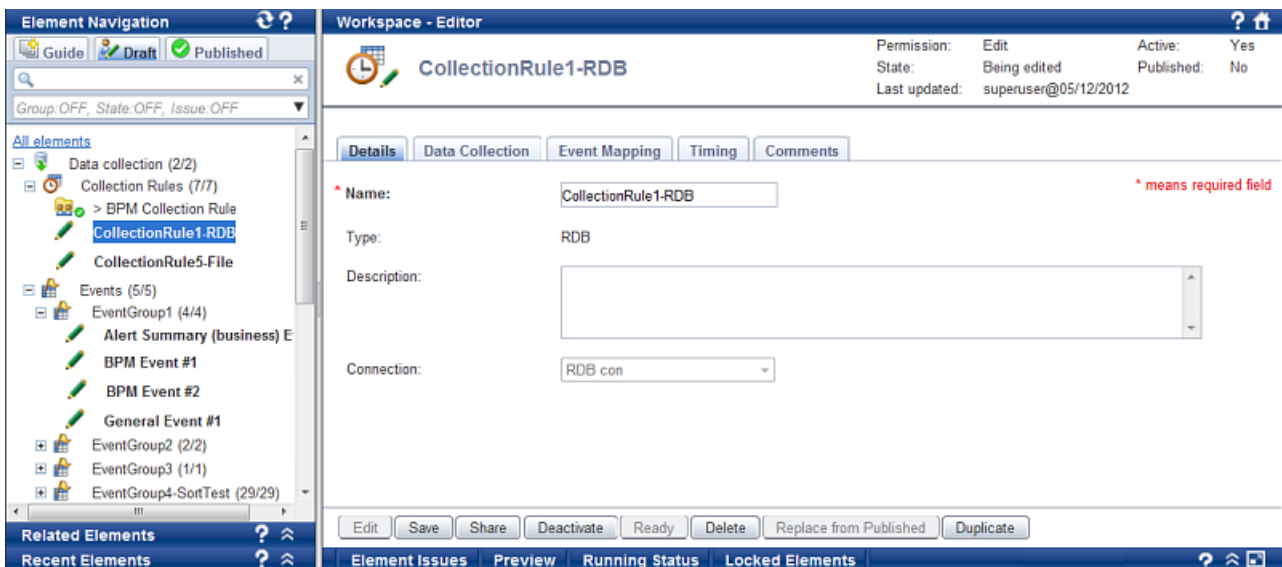 Element Navigation ?
Guide Draft Published
Group:OFF, State:OFF, Issue:OFF
All elements
Data collection (2/2)
Collection Rules (7/7)
> BPM Collection Rule
CollectionRule1-RDB
CollectionRule5-File
Events (5/5)
EventGroup1 (4/4)
Alert Summary (business) E
BPM Event #1
BPM Event #2
General Event #1
EventGroup2 (2/2)
EventGroup3 (1/1)
EventGroup4-SortTest (29/29)
Related Elements ?
Recent Elements ?
Workspace - Editor ?
CollectionRule1-RDB
Permission: Edit Active: Yes
State: Being edited Published: No
Last updated: superuser@05/12/2012
Details Data Collection Event Mapping Timing Comments
* Name: CollectionRule1-RDB * means required field
Type: RDB
Description:
Connection: RDB con
Edit Save Share Deactivate Ready Delete Replace from Published Duplicate
Element Issues Preview Running Status Locked Elements ?